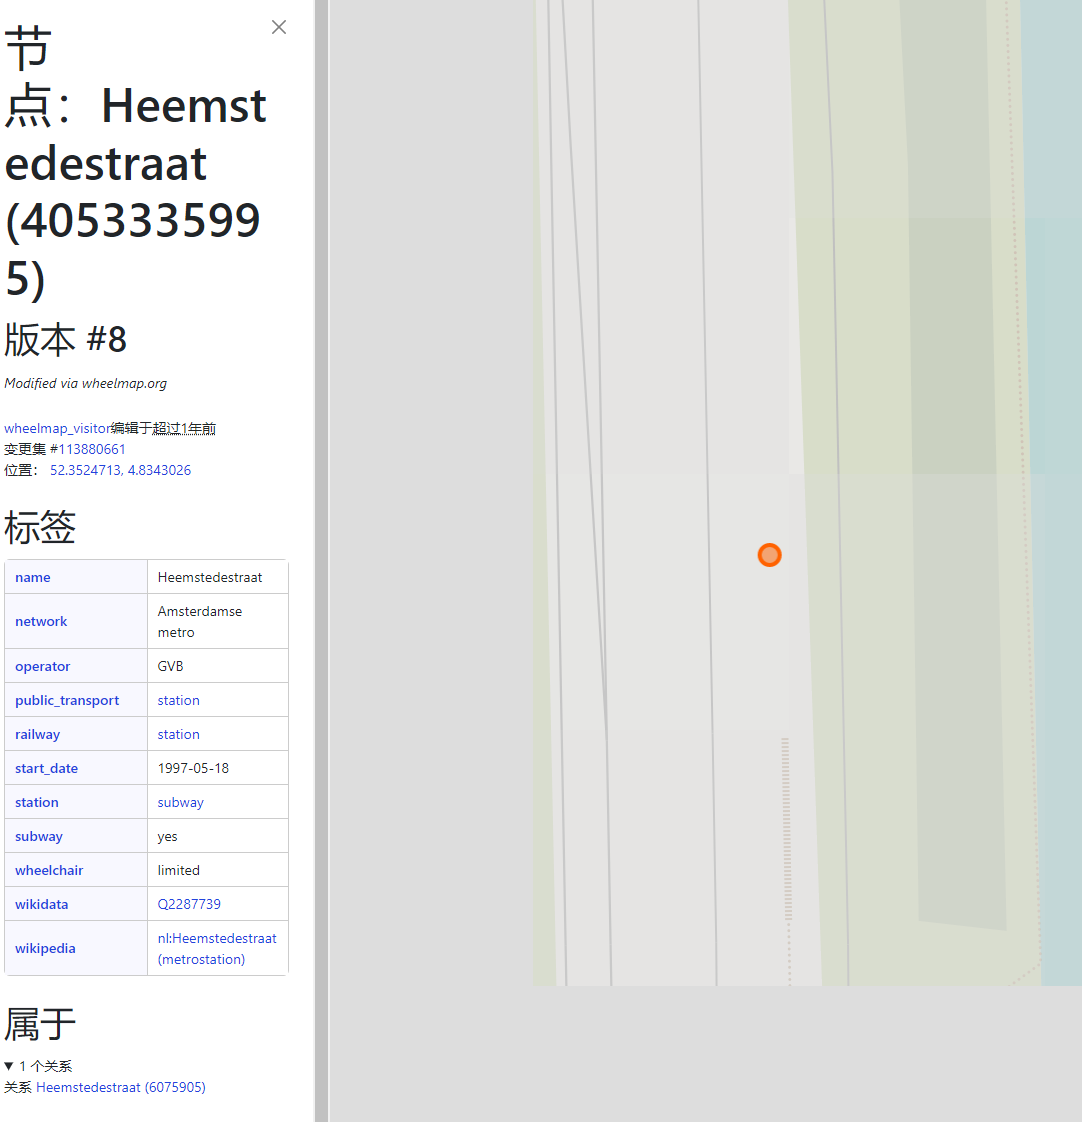 节
点：Heemst
edestraat
(405333599
5)
版本 #8
Modified via wheelmap.org
wheelmap_visitor编辑于超过1年前
变更集 #113880661
位置： 52.3524713, 4.8343026
标签
name Heemstedestraat
network Amsterdamse
metro
operator GVB
public_transport station
railway station
start_date 1997-05-18
station subway
subway yes
wheelchair limited
wikidata Q2287739
wikipedia nl:Heemstedestraat
(metrostation)
属于
▼ 1 个关系
关系 Heemstedestraat (6075905)